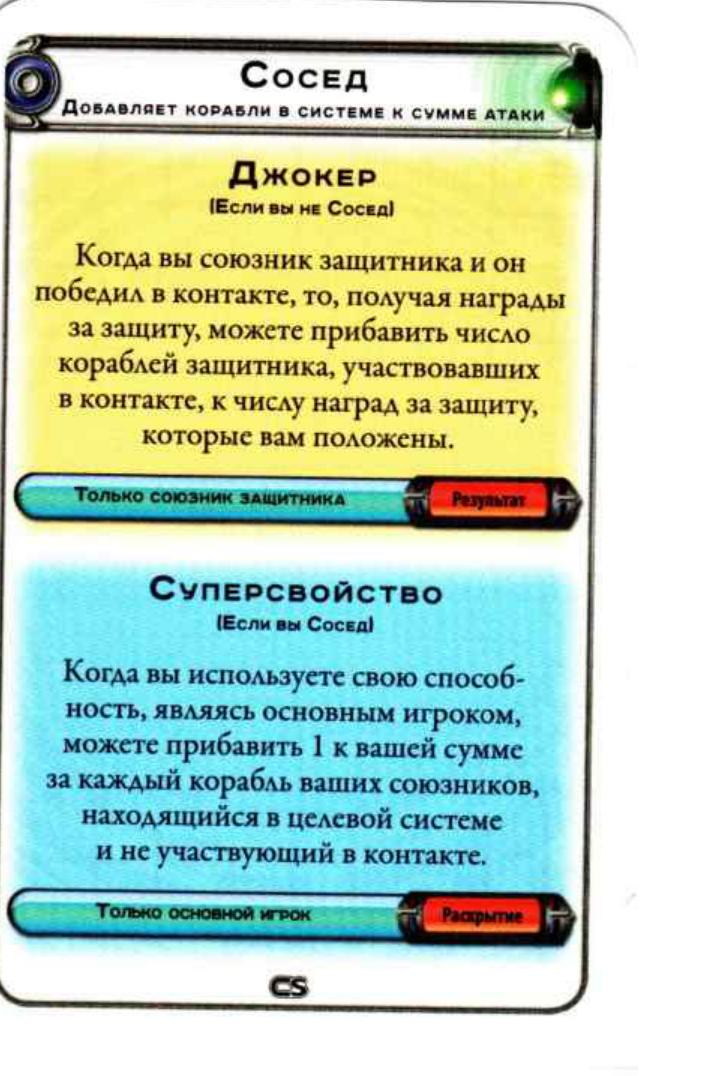 Сосед
Добавляет корабли в системе к сумме атаки
Джокер
(Если вы не Сосед)
Когда вы союзник защитника и он
победил в контакте, то, получая награды
за защиту, можете прибавить число
кораблей защитника, участвовавших
в контакте, к числу наград за защиту,
которые вам положены.
Только союзник защитника
Результат
Суперсвойство
(Если вы Сосед)
Когда вы используете свою способ-
ность, являясь основным игроком,
можете прибавить 1 к вашей сумме
за каждый корабль ваших союзников,
находящийся в целевой системе
и не участвующий в контакте.
Только основной игрок
Раскрытие
CS